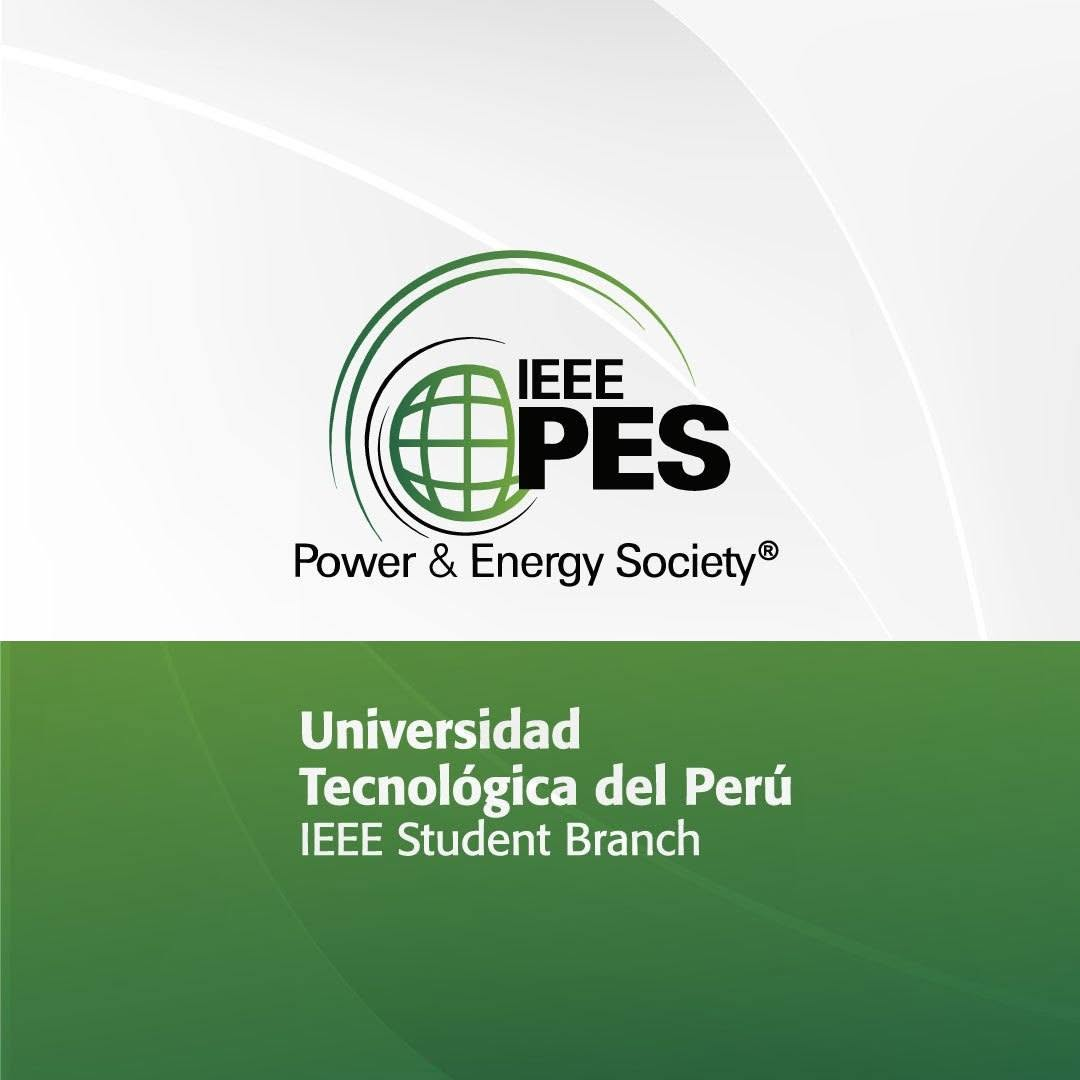 IEEE
PES
Power & Energy Society®
Universidad
Tecnológica del Perú
IEEE Student Branch